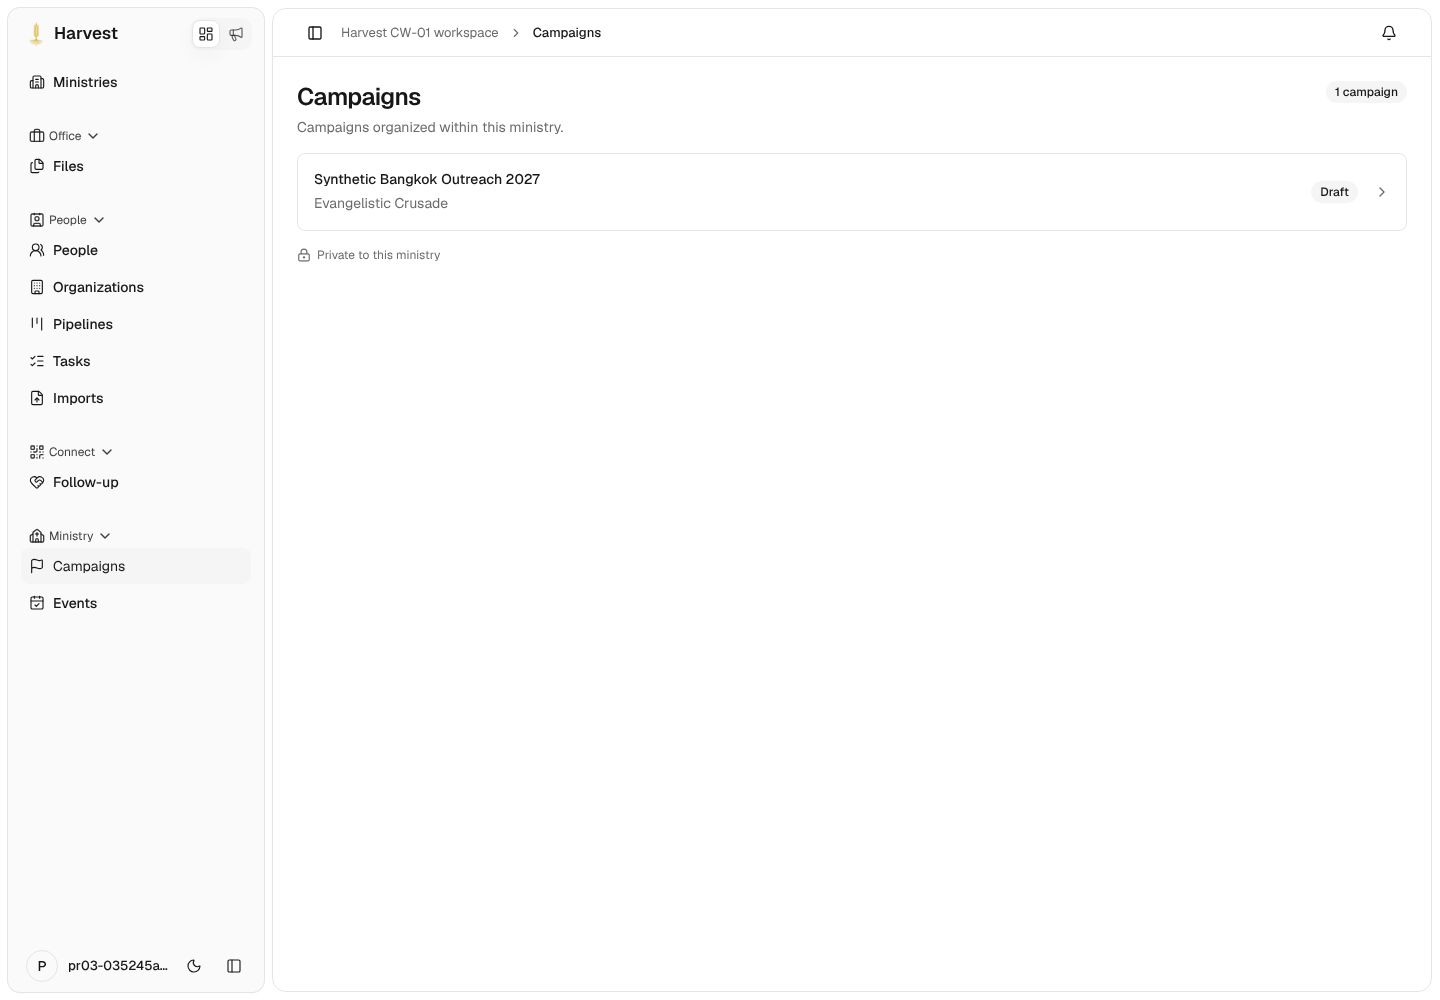 Harvest
Ministries
Office
Files
People
People
Organizations
Pipelines
Tasks
Imports
Connect
Follow-up
Ministry
Campaigns
Events
P
pr03-035245a...
Harvest CW-01 workspace
Campaigns
Campaigns
1 campaign
Campaigns organized within this ministry.
Synthetic Bangkok Outreach 2027
Evangelistic Crusade
Draft
Private to this ministry